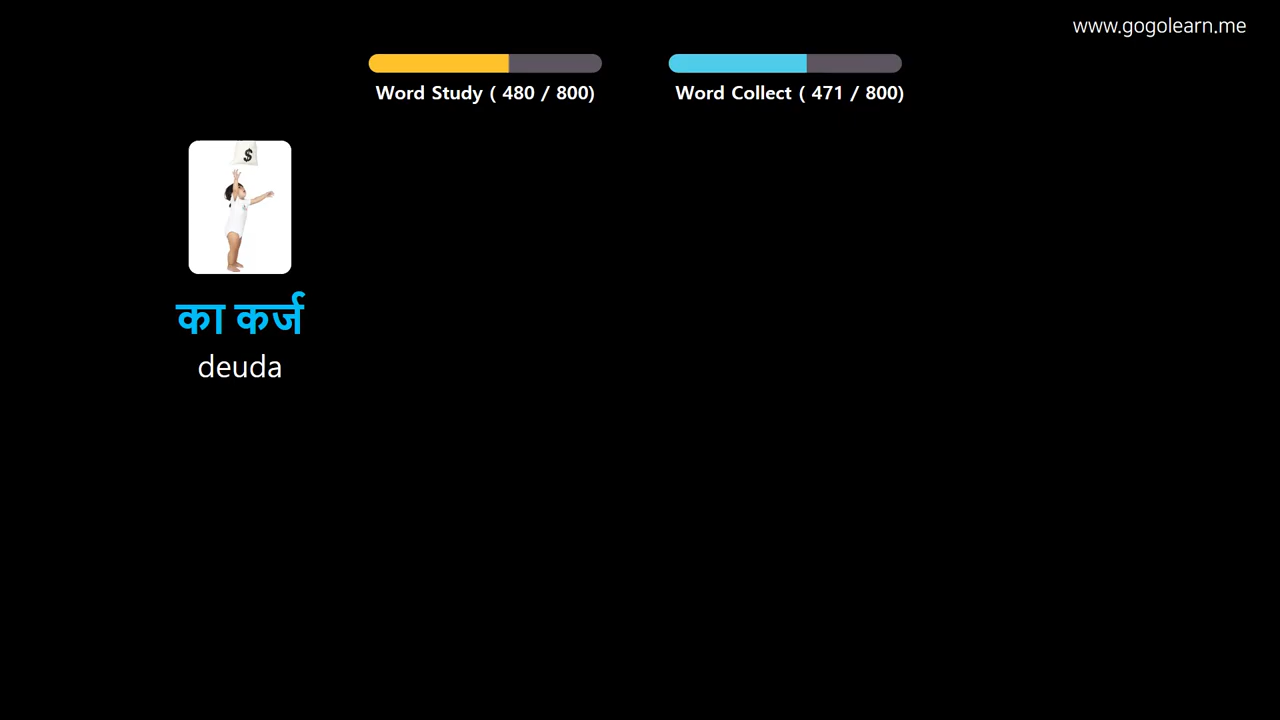 www.gogolearn.me
Word Study ( 480 / 800)
Word Collect ( 471 / 800)
$
का कर्ज
deuda